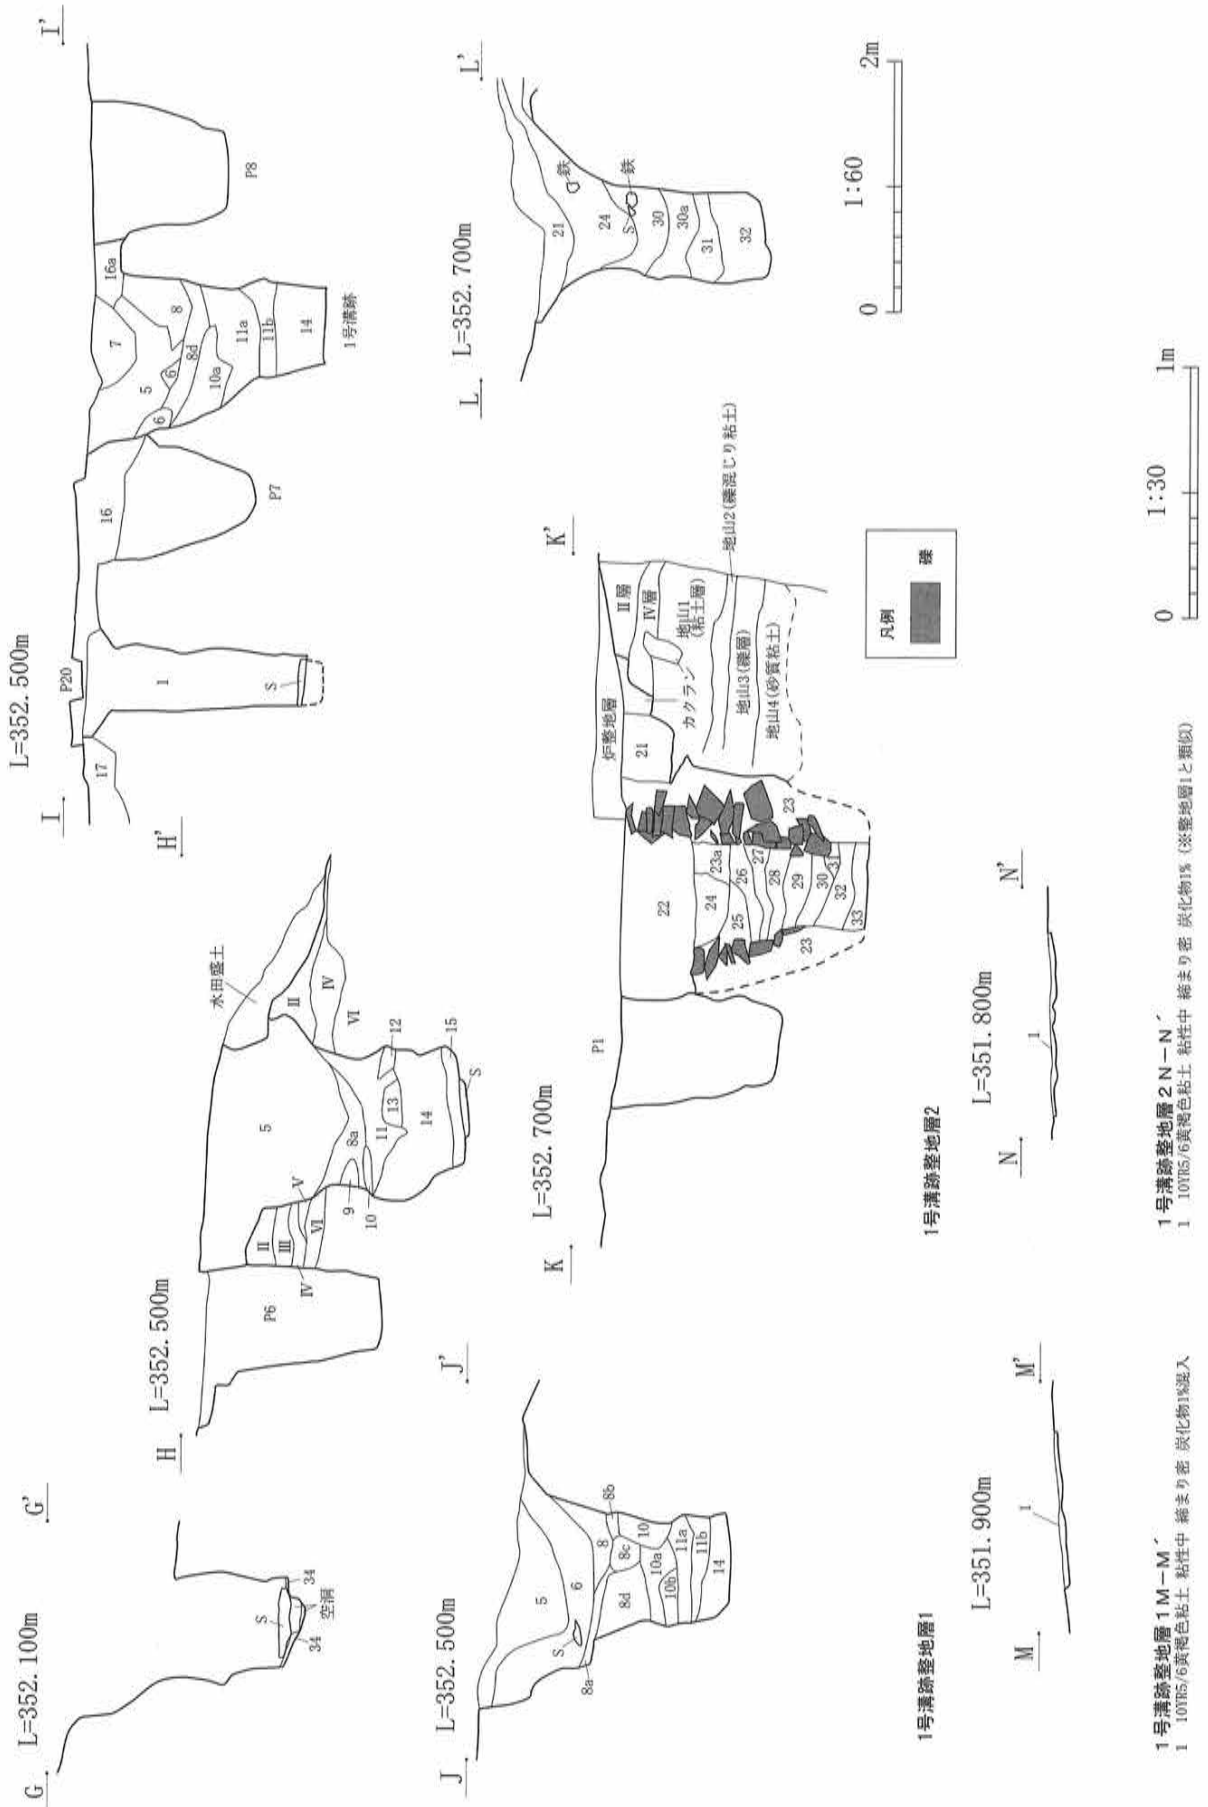 G L=352.100m G'
S
34
34
空洞
H L=352.500m H'
水田盛土
P6
5
II
III
IV
V
VI
II
IV
VI
8a
9
10
11
12
13
14
15
S
I L=352.500m I'
P20
17
1
S
16
P7
5
6
6
7
8
8d
10a
11a
11b
14
16a
P8
1号溝跡
J L=352.500m J'
5
6
S
8a
8
8b
8c
8d
10
10a
10b
11a
11b
14
K L=352.700m K'
P1
22
炉整地層
21
II層
IV層
カクラン
地山1
(粘土層)
地山2(礫混じり粘土)
地山3(礫層)
地山4(砂質粘土)
23
23
23a
24
25
26
27
28
29
30
31
32
33
L L=352.700m L'
21
24
鉄
鉄
S
30
30a
31
32
凡例
礫
1:60
0 2m
1号溝跡整地層1
M L=351.900m M'
1
1号溝跡整地層1M-M´
1 10YR5/6黄褐色粘土 粘性中 締まり密 炭化物1%混入
1号溝跡整地層2
N L=351.800m N'
1
1号溝跡整地層2N-N´
1 10YR5/6黄褐色粘土 粘性中 締まり密 炭化物1% (※整地層1と類似)
1:30
0 1m